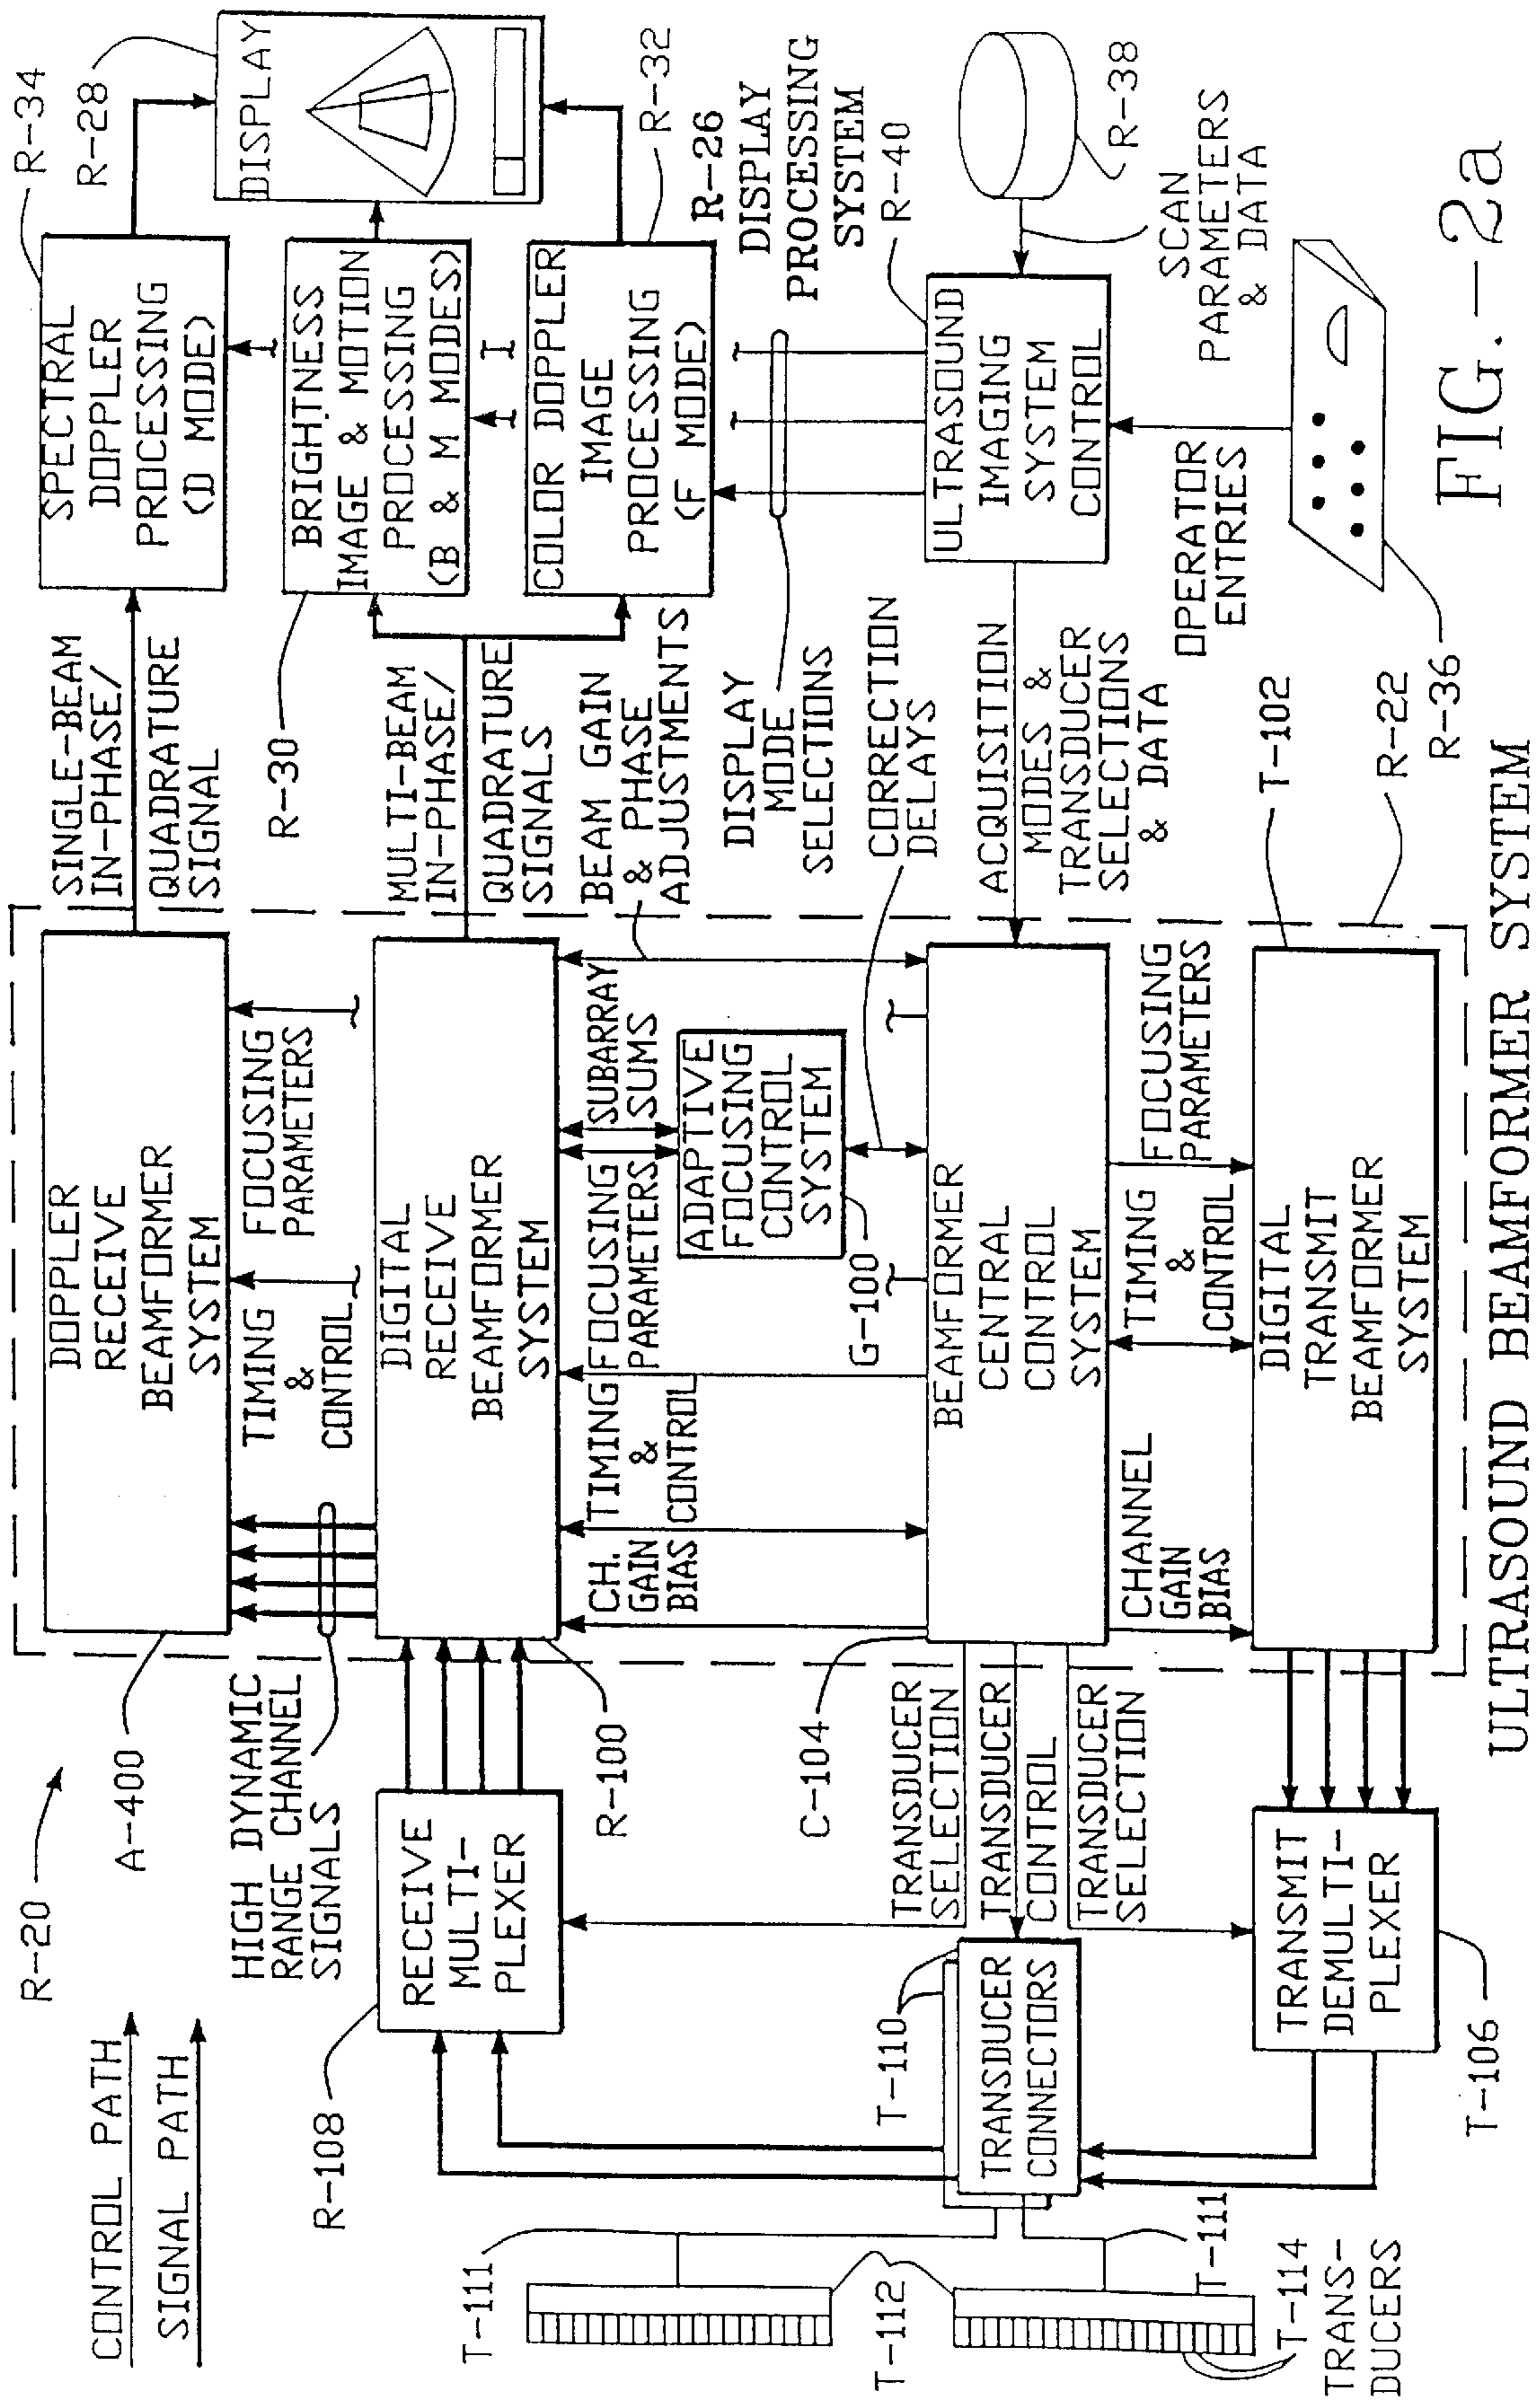 CONTROL PATH
SIGNAL PATH
R-20
A-400
HIGH DYNAMIC
RANGE CHANNEL
SIGNALS
DOPPLER
RECEIVE
BEAMFORMER
SYSTEM
TIMING
&
CONTROL
FOCUSING
PARAMETERS
SINGLE-BEAM
IN-PHASE/
QUADRATURE
SIGNAL
SPECTRAL
DOPPLER
PROCESSING
(D MODE)
R-34
R-28
DISPLAY
R-108
RECEIVE
MULTI-
PLEXER
R-100
DIGITAL
RECEIVE
BEAMFORMER
SYSTEM
MULTI-BEAM
IN-PHASE/
QUADRATURE
SIGNALS
R-30
BRIGHTNESS
IMAGE & MOTION
PROCESSING
(B & M MODES)
COLOR DOPPLER
IMAGE
PROCESSING
(F MODE)
R-32
R-26
DISPLAY
PROCESSING
SYSTEM
CH.
GAIN
BIAS
TIMING
&
CONTROL
FOCUSING
PARAMETERS
SUBARRAY
SUMS
BEAM GAIN
& PHASE
ADJUSTMENTS
ADAPTIVE
FOCUSING
CONTROL
SYSTEM
G-100
DISPLAY
MODE
SELECTIONS
CORRECTION
DELAYS
C-104
BEAMFORMER
CENTRAL
CONTROL
SYSTEM
ACQUISITION
MODES &
TRANSDUCER
SELECTIONS
& DATA
ULTRASOUND
IMAGING
SYSTEM
CONTROL
R-40
R-38
SCAN
PARAMETERS
& DATA
OPERATOR
ENTRIES
R-36
TRANSDUCER
SELECTION
TRANSDUCER
CONTROL
TRANSDUCER
SELECTION
T-110
TRANSDUCER
CONNECTORS
T-111
T-112
T-111
T-114
TRANS-
DUCERS
CHANNEL
GAIN
BIAS
TIMING
&
CONTROL
FOCUSING
PARAMETERS
T-102
R-22
DIGITAL
TRANSMIT
BEAMFORMER
SYSTEM
TRANSMIT
DEMULTI-
PLEXER
T-106
ULTRASOUND BEAMFORMER SYSTEM
FIG.-2a